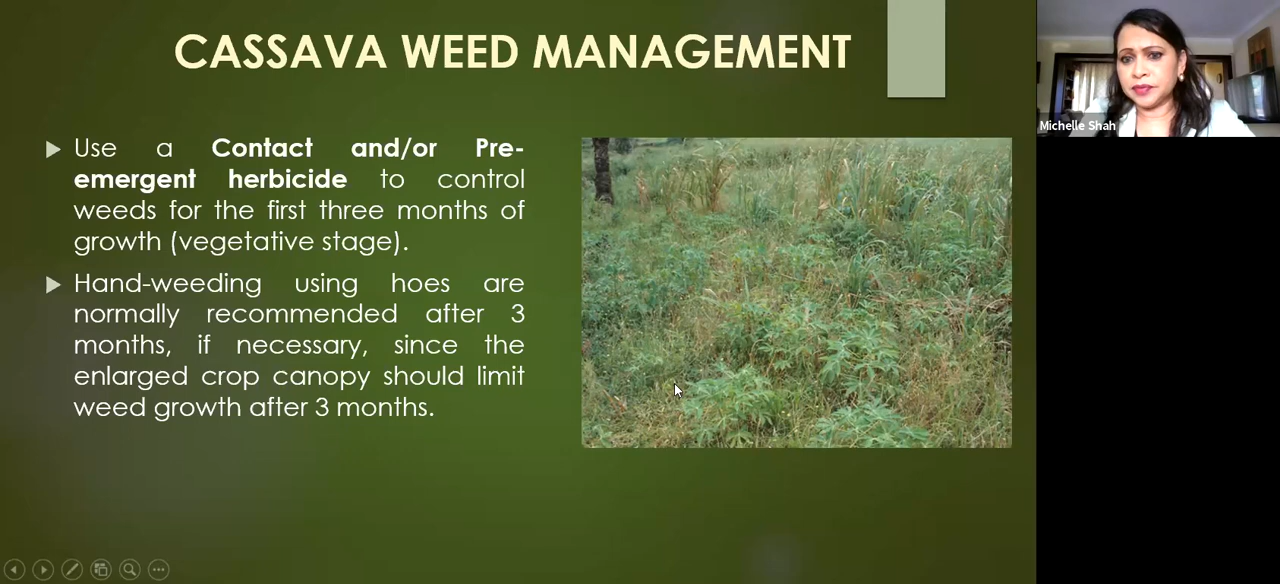 CASSAVA WEED MANAGEMENT
Use a Contact and/or Pre-
emergent herbicide to control
weeds for the first three months of
growth (vegetative stage).
Hand-weeding using hoes are
normally recommended after 3
months, if necessary, since the
enlarged crop canopy should limit
weed growth after 3 months.
Michelle Shah